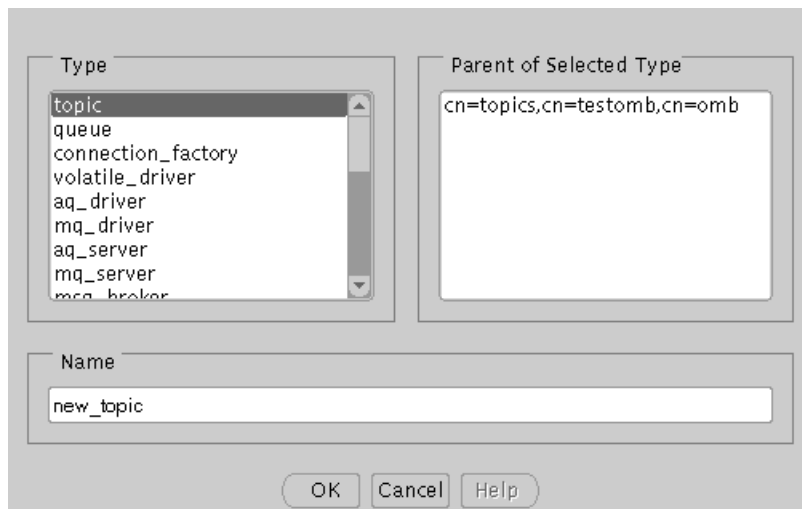 Type
topic
queue
connection_factory
volatile_driver
aq_driver
mq_driver
aq_server
mq_server
msg_broker
Parent of Selected Type
cn=topics,cn=testomb,cn=omb
Name
new_topic
OK
Cancel
Help